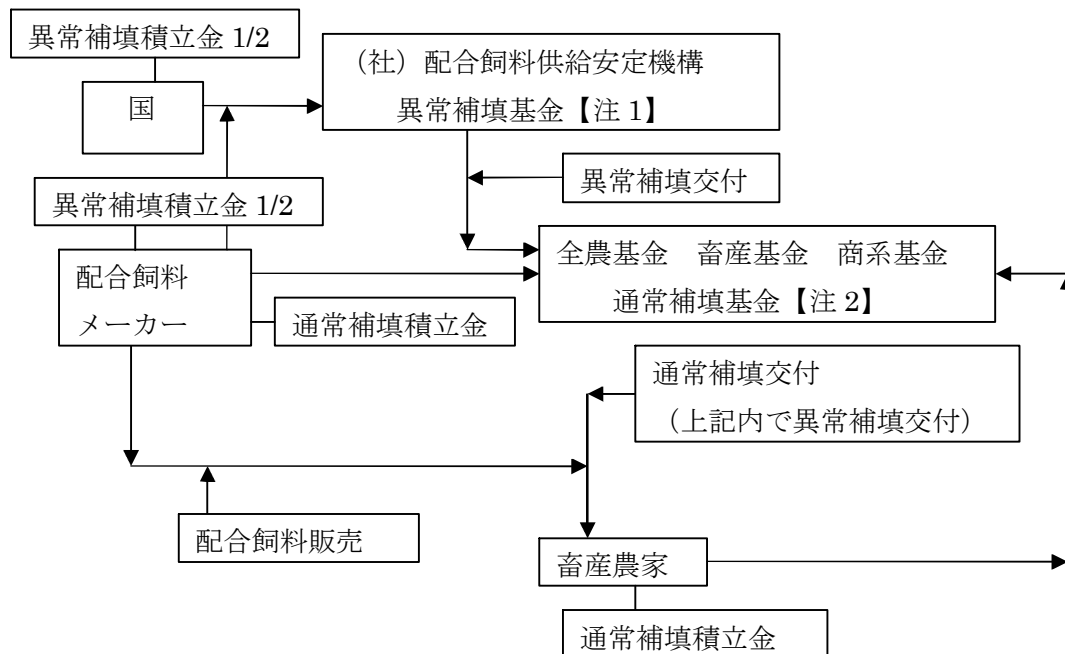 異常補填積立金 1/2
（社）配合飼料供給安定機構
異常補填基金【注 1】
国
異常補填交付
異常補填積立金 1/2
全農基金　畜産基金　商系基金
通常補填基金【注 2】
配合飼料
メーカー
通常補填積立金
通常補填交付
（上記内で異常補填交付）
配合飼料販売
畜産農家
通常補填積立金